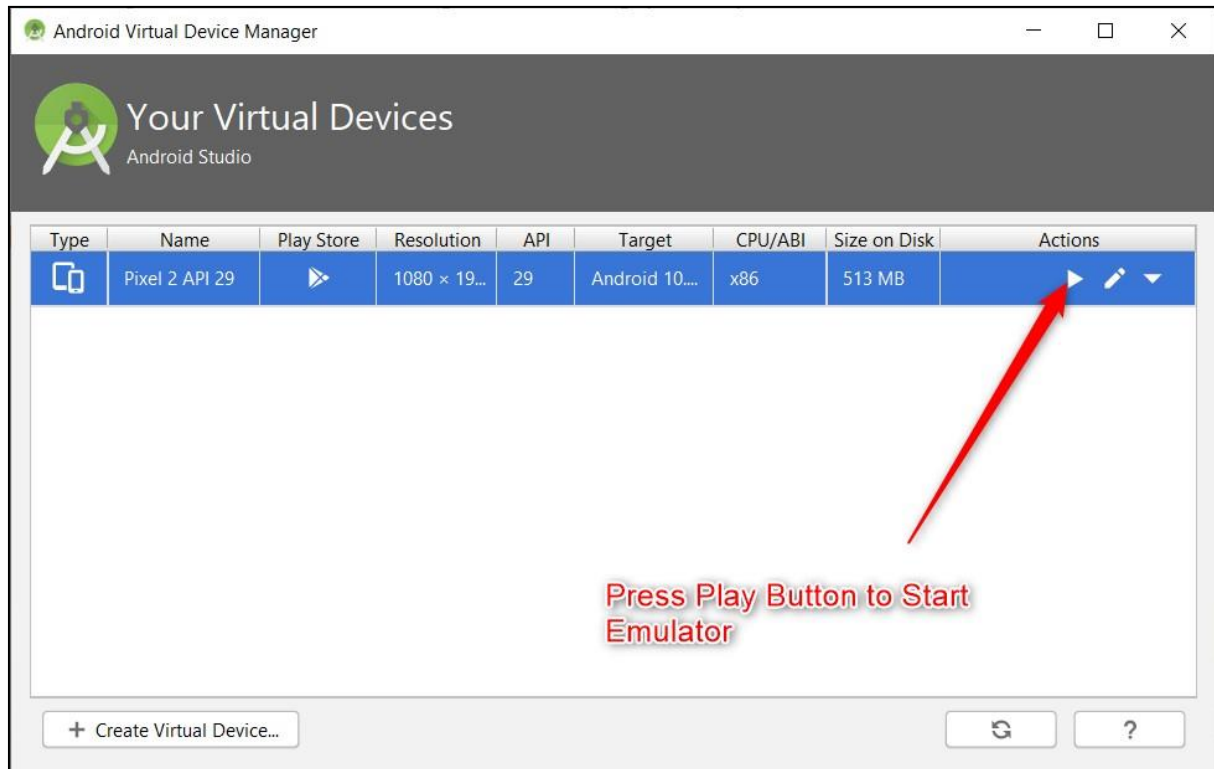 Android Virtual Device Manager
Your Virtual Devices
Android Studio
Type Name Play Store Resolution API Target CPU/ABI Size on Disk Actions
Pixel 2 API 29 1080 × 19... 29 Android 10.... x86 513 MB
Press Play Button to Start
Emulator
+ Create Virtual Device... ?